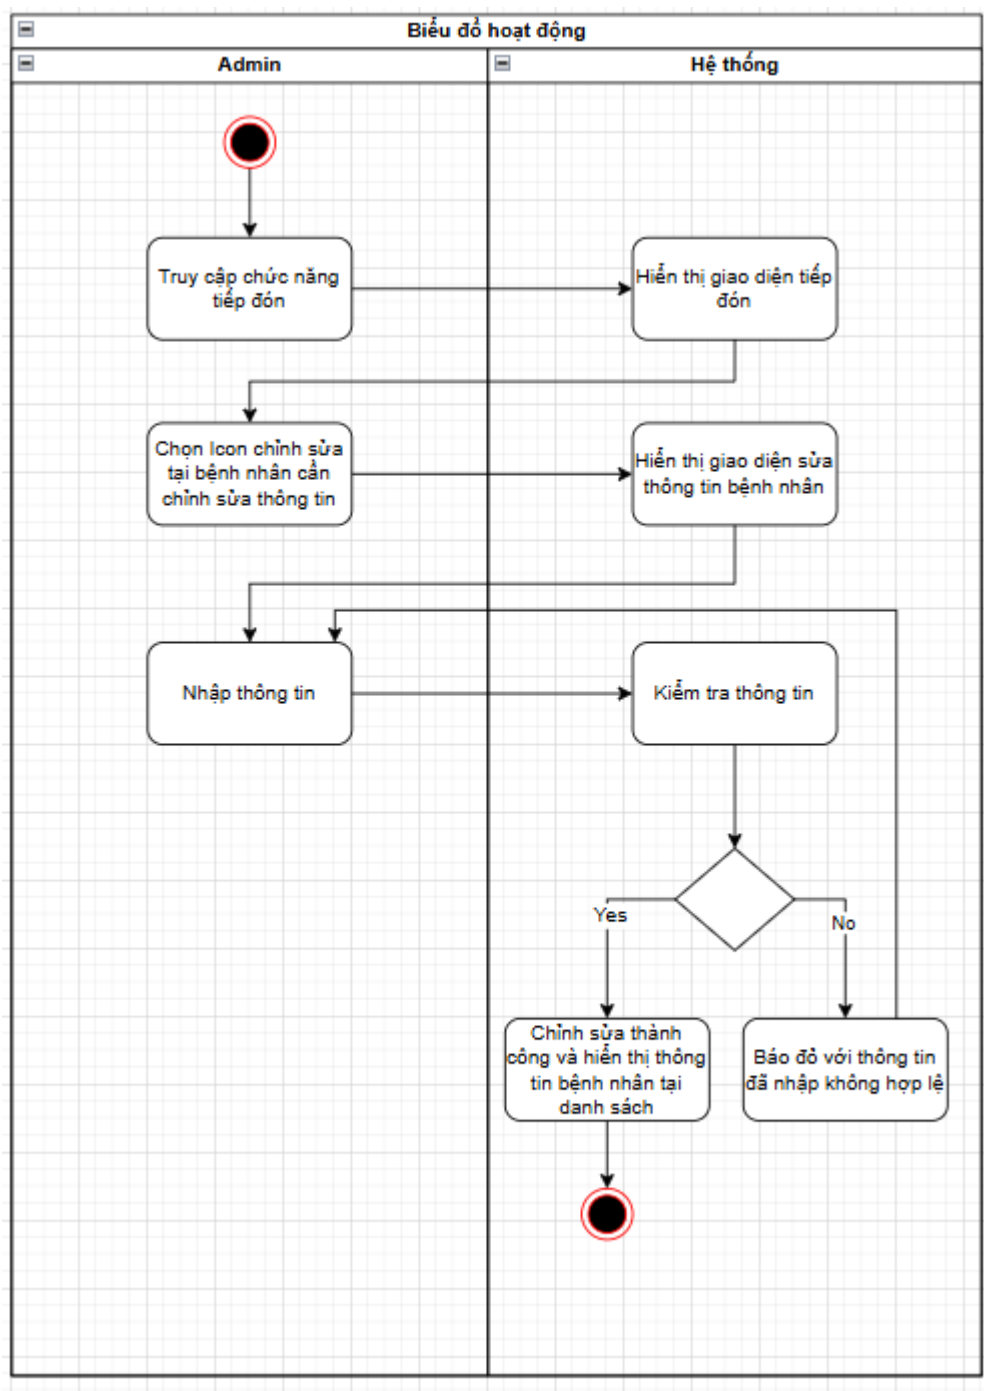 Biểu đồ hoạt động
Admin
Hệ thống
Truy cập chức năng
tiếp đón
Hiển thị giao diện tiếp
đón
Chọn Icon chỉnh sửa
tại bệnh nhân cần
chỉnh sửa thông tin
Hiển thị giao diện sửa
thông tin bệnh nhân
Nhập thông tin
Kiểm tra thông tin
Yes
No
Chỉnh sửa thành
công và hiển thị thông
tin bệnh nhân tại
danh sách
Báo đỏ với thông tin
đã nhập không hợp lệ